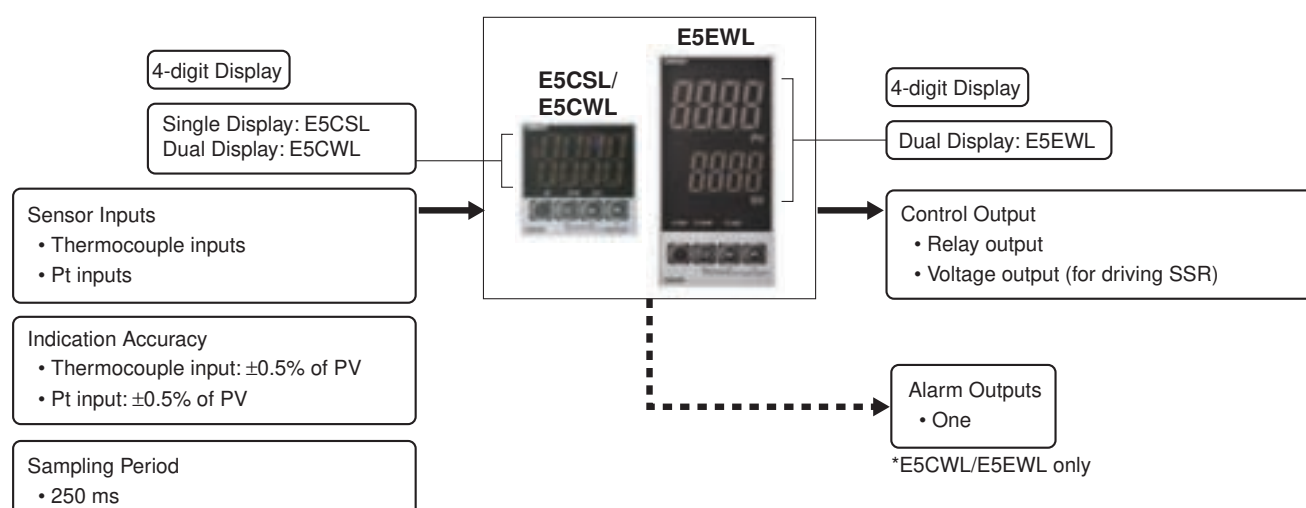 E5EWL
4-digit Display
E5CSL/
E5CWL
4-digit Display
Single Display: E5CSL
Dual Display: E5CWL
Dual Display: E5EWL
Sensor Inputs
• Thermocouple inputs
• Pt inputs
Control Output
• Relay output
• Voltage output (for driving SSR)
Indication Accuracy
• Thermocouple input: ±0.5% of PV
• Pt input: ±0.5% of PV
Alarm Outputs
• One
*E5CWL/E5EWL only
Sampling Period
• 250 ms
8888
PV
8888